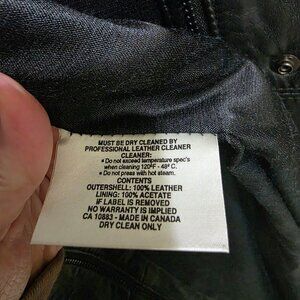 MUST BE DRY CLEANED BY
PROFESSIONAL LEATHER CLEANER
CLEANER:
• Do not exceed temperature spec's
when cleaning 120°F - 48° C.
• Do not press with hot steam.
CONTENTS
OUTERSHELL: 100% LEATHER
LINING: 100% ACETATE
IF LABEL IS REMOVED
NO WARRANTY IS IMPLIED
CA 10883 - MADE IN CANADA
DRY CLEAN ONLY